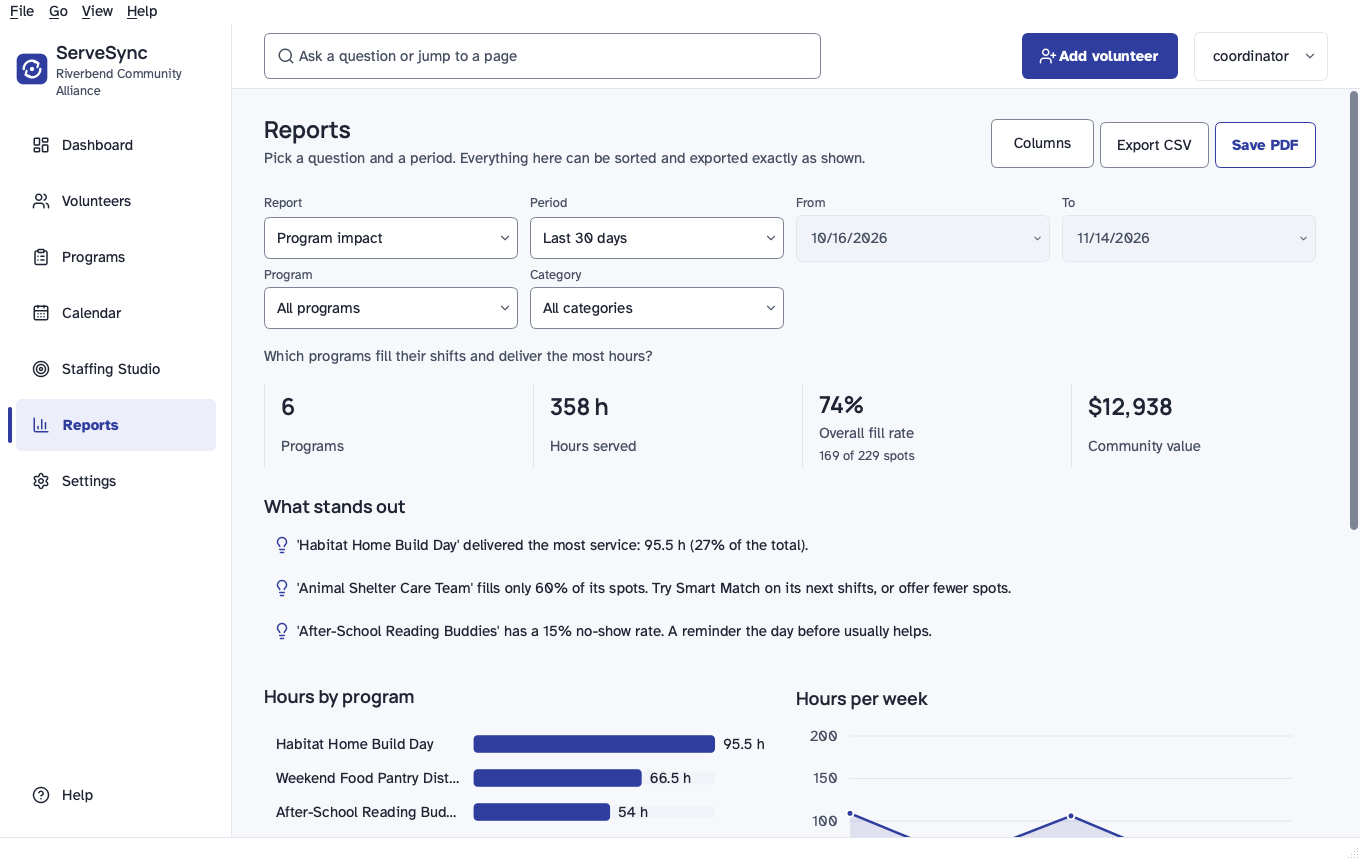 File Go View Help
ServeSync
Riverbend Community
Alliance
Ask a question or jump to a page
Add volunteer
coordinator
Dashboard
Volunteers
Programs
Calendar
Staffing Studio
Reports
Settings
Help
Reports
Pick a question and a period. Everything here can be sorted and exported exactly as shown.
Columns
Export CSV
Save PDF
Report
Period
From
To
Program impact
Last 30 days
10/16/2026
11/14/2026
Program
Category
All programs
All categories
Which programs fill their shifts and deliver the most hours?
6
Programs
358 h
Hours served
74%
Overall fill rate
169 of 229 spots
$12,938
Community value
What stands out
'Habitat Home Build Day' delivered the most service: 95.5 h (27% of the total).
'Animal Shelter Care Team' fills only 60% of its spots. Try Smart Match on its next shifts, or offer fewer spots.
'After-School Reading Buddies' has a 15% no-show rate. A reminder the day before usually helps.
Hours by program
Habitat Home Build Day 95.5 h
Weekend Food Pantry Dist... 66.5 h
After-School Reading Bud... 54 h
Hours per week
200
150
100